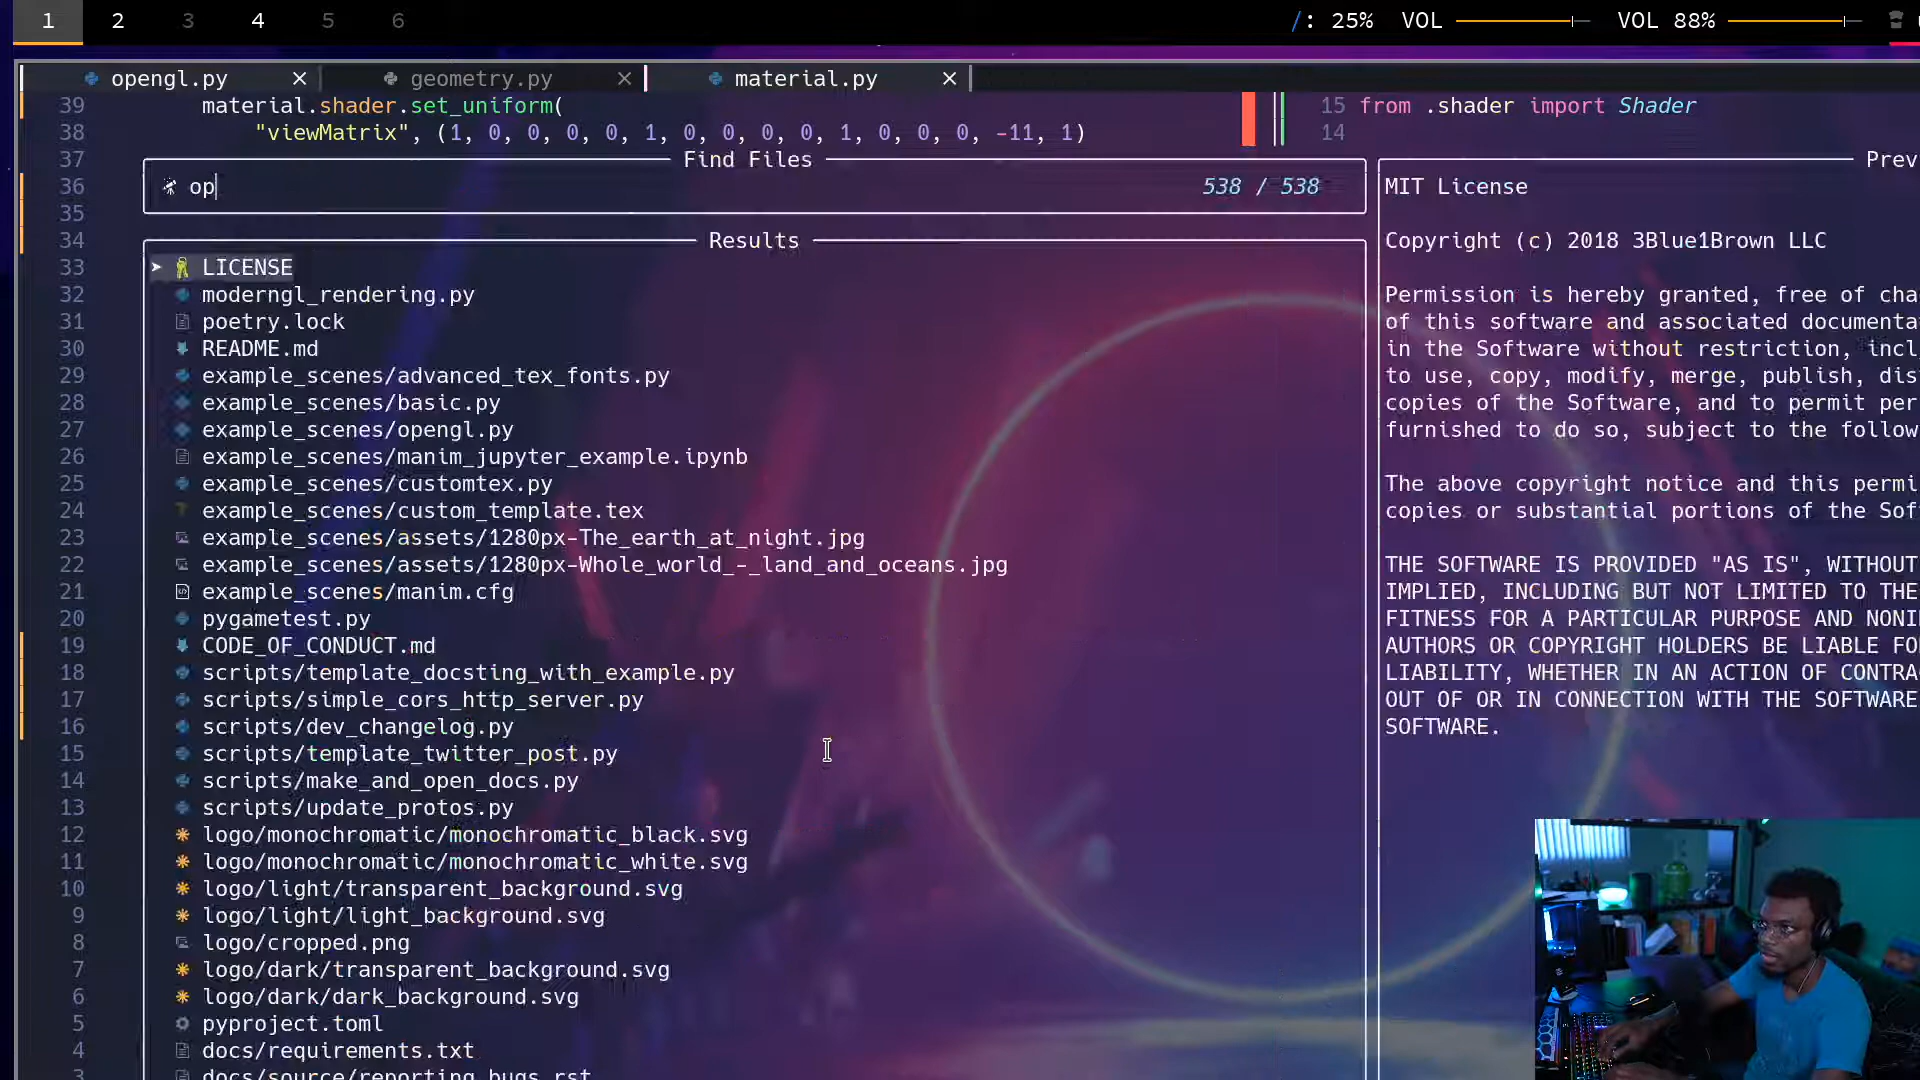 1 2 3 4 5 6 /: 25% VOL VOL 88%
opengl.py × geometry.py × material.py ×
39 material.shader.set_uniform(
38 "viewMatrix", (1, 0, 0, 0, 0, 1, 0, 0, 0, 0, 1, 0, 0, 0, -11, 1)
15 from .shader import Shader
14
37 Find Files
36 op 538 / 538
35
34 Results
33 LICENSE
32 moderngl_rendering.py
31 poetry.lock
30 README.md
29 example_scenes/advanced_tex_fonts.py
28 example_scenes/basic.py
27 example_scenes/opengl.py
26 example_scenes/manim_jupyter_example.ipynb
25 example_scenes/customtex.py
24 example_scenes/custom_template.tex
23 example_scenes/assets/1280px-The_earth_at_night.jpg
22 example_scenes/assets/1280px-Whole_world_-_land_and_oceans.jpg
21 example_scenes/manim.cfg
20 pygametest.py
19 CODE_OF_CONDUCT.md
18 scripts/template_docsting_with_example.py
17 scripts/simple_cors_http_server.py
16 scripts/dev_changelog.py
15 scripts/template_twitter_post.py
14 scripts/make_and_open_docs.py
13 scripts/update_protos.py
12 logo/monochromatic/monochromatic_black.svg
11 logo/monochromatic/monochromatic_white.svg
10 logo/light/transparent_background.svg
9 logo/light/light_background.svg
8 logo/cropped.png
7 logo/dark/transparent_background.svg
6 logo/dark/dark_background.svg
5 pyproject.toml
4 docs/requirements.txt
3 docs/source/reporting_bugs.rst
Prev
MIT License
Copyright (c) 2018 3Blue1Brown LLC
Permission is hereby granted, free of cha
of this software and associated documenta
in the Software without restriction, incl
to use, copy, modify, merge, publish, dis
copies of the Software, and to permit per
furnished to do so, subject to the follow
The above copyright notice and this permi
copies or substantial portions of the Sof
THE SOFTWARE IS PROVIDED "AS IS", WITHOUT
IMPLIED, INCLUDING BUT NOT LIMITED TO THE
FITNESS FOR A PARTICULAR PURPOSE AND NONI
AUTHORS OR COPYRIGHT HOLDERS BE LIABLE FO
LIABILITY, WHETHER IN AN ACTION OF CONTRA
OUT OF OR IN CONNECTION WITH THE SOFTWARE
SOFTWARE.